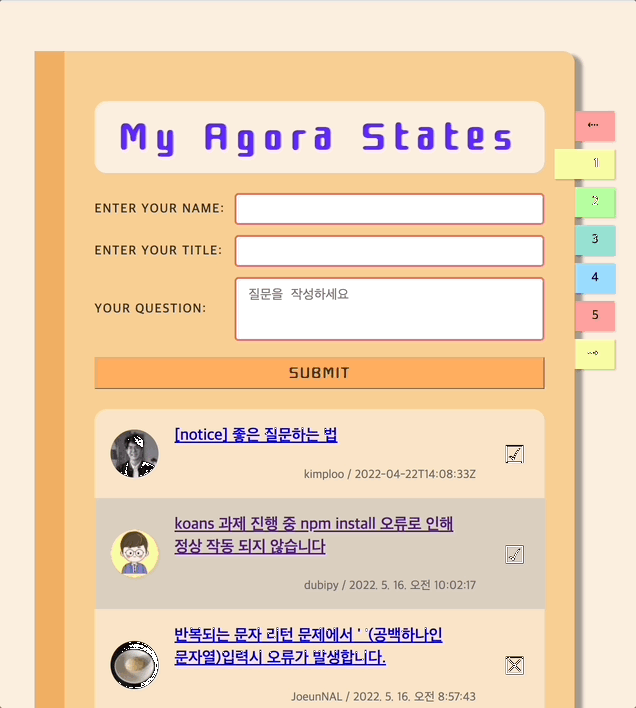 My Agora States
ENTER YOUR NAME:
ENTER YOUR TITLE:
YOUR QUESTION:
질문을 작성하세요
SUBMIT
[notice] 좋은 질문하는 법
kimploo / 2022-04-22T14:08:33Z
koans 과제 진행 중 npm install 오류로 인해
정상 작동 되지 않습니다
dubipy / 2022. 5. 16. 오전 10:02:17
반복되는 문자 리턴 문제에서 ' '(공백하나인
문자열)입력시 오류가 발생합니다.
JoeunNAL / 2022. 5. 16. 오전 8:57:43
1
2
3
4
5